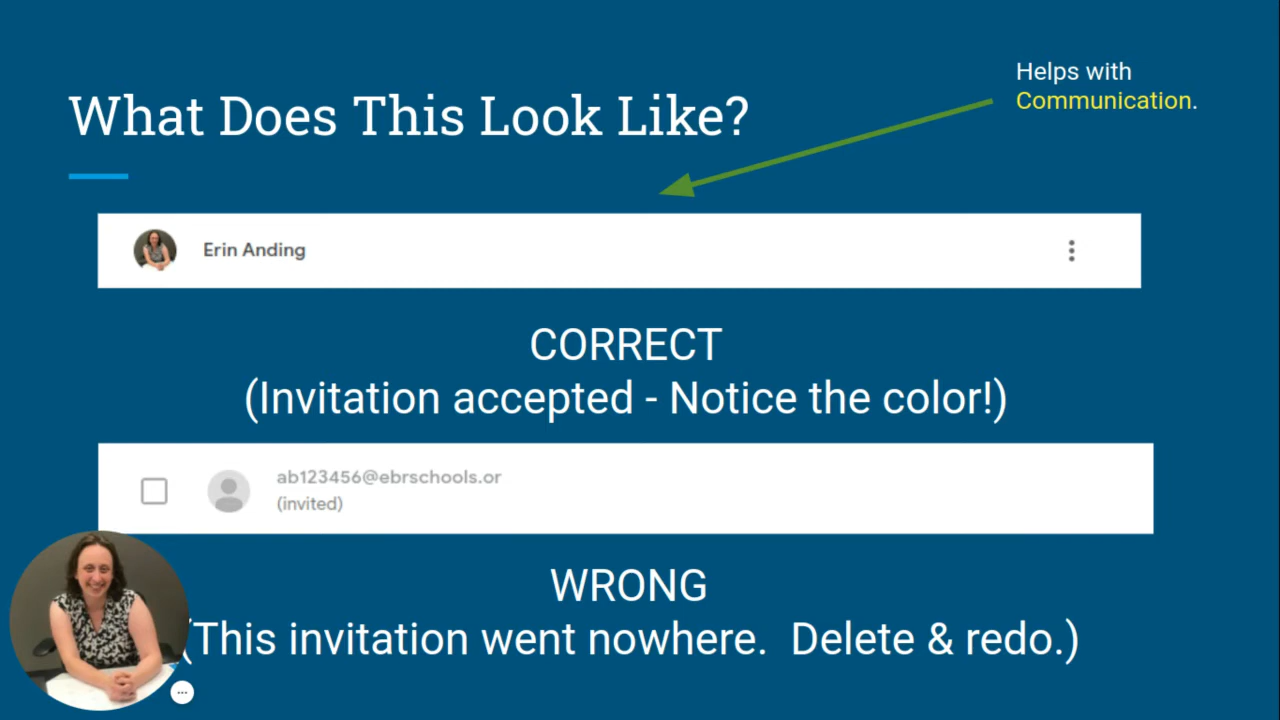 Helps with
Communication.
What Does This Look Like?
Erin Anding
CORRECT
(Invitation accepted - Notice the color!)
ab123456@ebrschools.or
(invited)
WRONG
(This invitation went nowhere.  Delete & redo.)